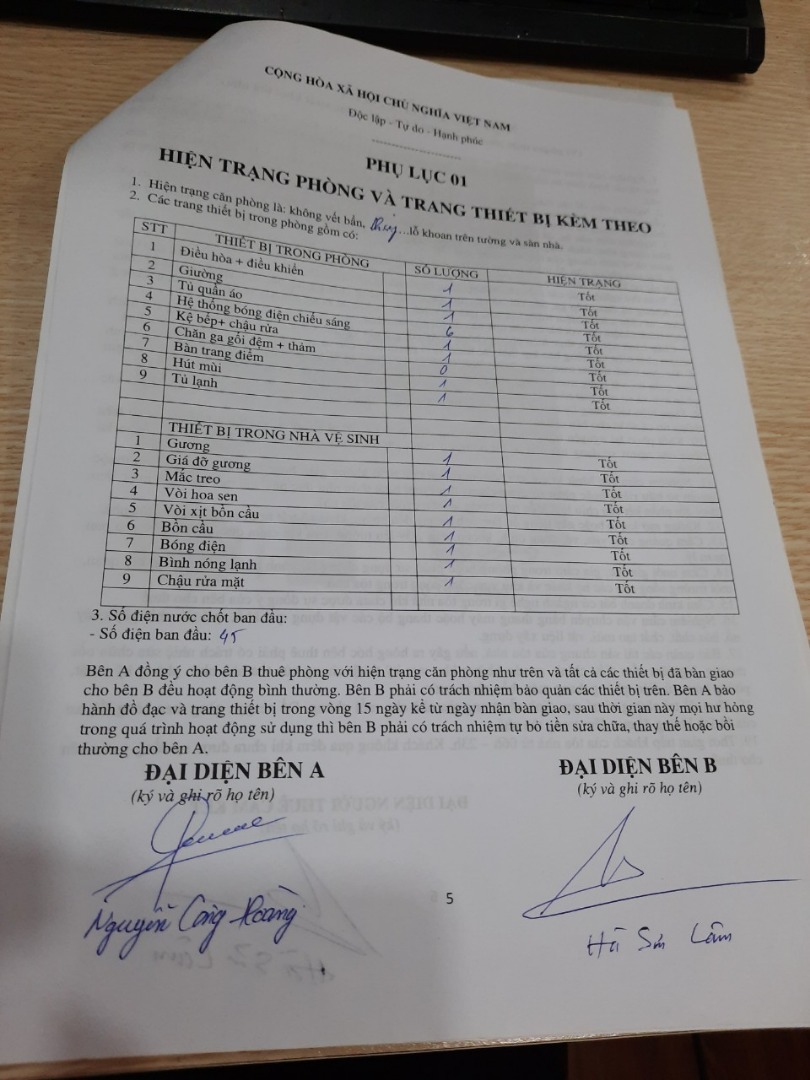 CỘNG HÒA XÃ HỘI CHỦ NGHĨA VIỆT NAM
Độc lập - Tự do - Hạnh phúc
PHỤ LỤC 01
HIỆN TRẠNG PHÒNG VÀ TRANG THIẾT BỊ KÈM THEO
1. Hiện trạng căn phòng là: không vết bẩn, ...lỗ khoan trên tường và sàn nhà.
2. Các trang thiết bị trong phòng gồm có:
STT THIẾT BỊ TRONG PHÒNG SỐ LƯỢNG HIỆN TRẠNG
1 Điều hòa + điều khiển 1 Tốt
2 Giường 1 Tốt
3 Tủ quần áo 1 Tốt
4 Hệ thống bóng điện chiếu sáng 6 Tốt
5 Kệ bếp+ chậu rửa 1 Tốt
6 Chăn ga gối đệm + thảm 1 Tốt
7 Bàn trang điểm 0 Tốt
8 Hút mùi 1 Tốt
9 Tủ lạnh 1 Tốt
THIẾT BỊ TRONG NHÀ VỆ SINH
1 Gương 1 Tốt
2 Giá đỡ gương 1 Tốt
3 Mắc treo 1 Tốt
4 Vòi hoa sen 1 Tốt
5 Vòi xịt bồn cầu 1 Tốt
6 Bồn cầu 1 Tốt
7 Bóng điện 1 Tốt
8 Bình nóng lạnh 1 Tốt
9 Chậu rửa mặt 1 Tốt
3. Số điện nước chốt ban đầu:
- Số điện ban đầu: 45
Bên A đồng ý cho bên B thuê phòng với hiện trạng căn phòng như trên và tất cả các thiết bị đã bàn giao
cho bên B đều hoạt động bình thường. Bên B phải có trách nhiệm bảo quản các thiết bị trên. Bên A bảo
hành đồ đạc và trang thiết bị trong vòng 15 ngày kể từ ngày nhận bàn giao, sau thời gian này mọi hư hỏng
trong quá trình hoạt động sử dụng thì bên B phải có trách nhiệm tự bỏ tiền sửa chữa, thay thế hoặc bồi
thường cho bên A.
ĐẠI DIỆN BÊN A ĐẠI DIỆN BÊN B
(ký và ghi rõ họ tên) (ký và ghi rõ họ tên)
Nguyễn Công Hoàng
5
Hà Sỹ Lâm